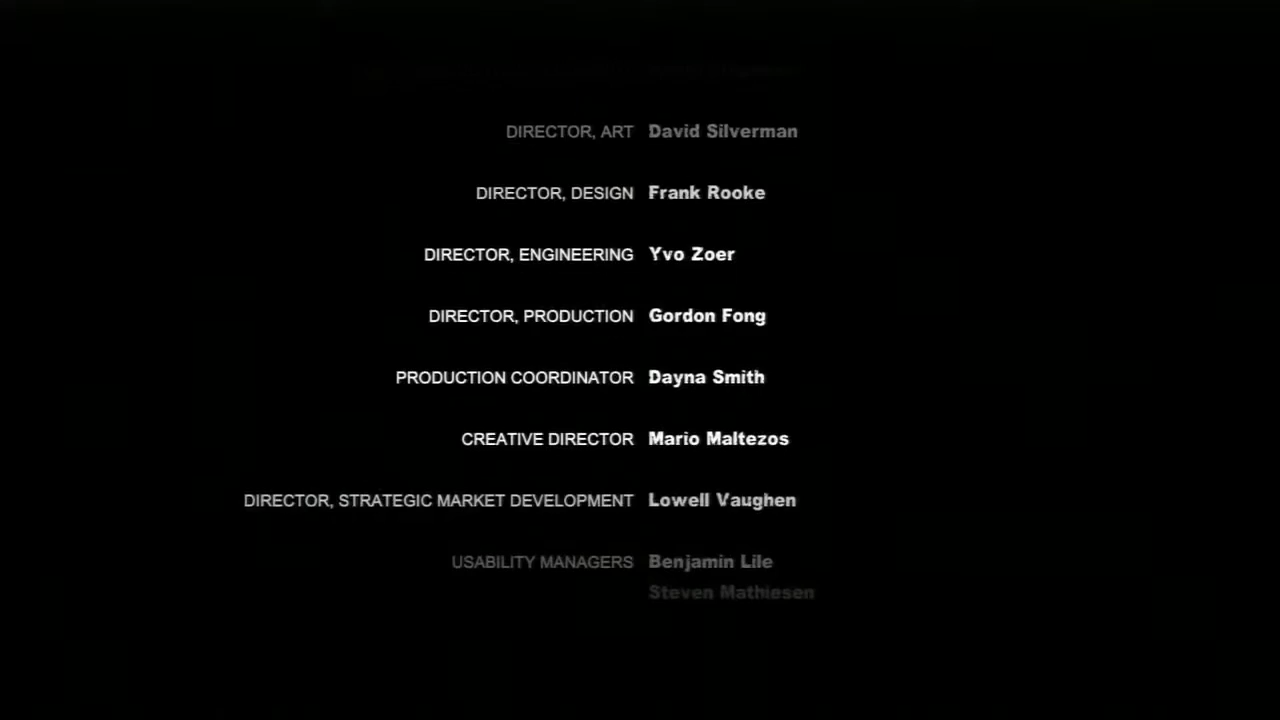 DIRECTOR, ART David Silverman
DIRECTOR, DESIGN Frank Rooke
DIRECTOR, ENGINEERING Yvo Zoer
DIRECTOR, PRODUCTION Gordon Fong
PRODUCTION COORDINATOR Dayna Smith
CREATIVE DIRECTOR Mario Maltezos
DIRECTOR, STRATEGIC MARKET DEVELOPMENT Lowell Vaughen
USABILITY MANAGERS Benjamin Lile
Steven Mathiesen